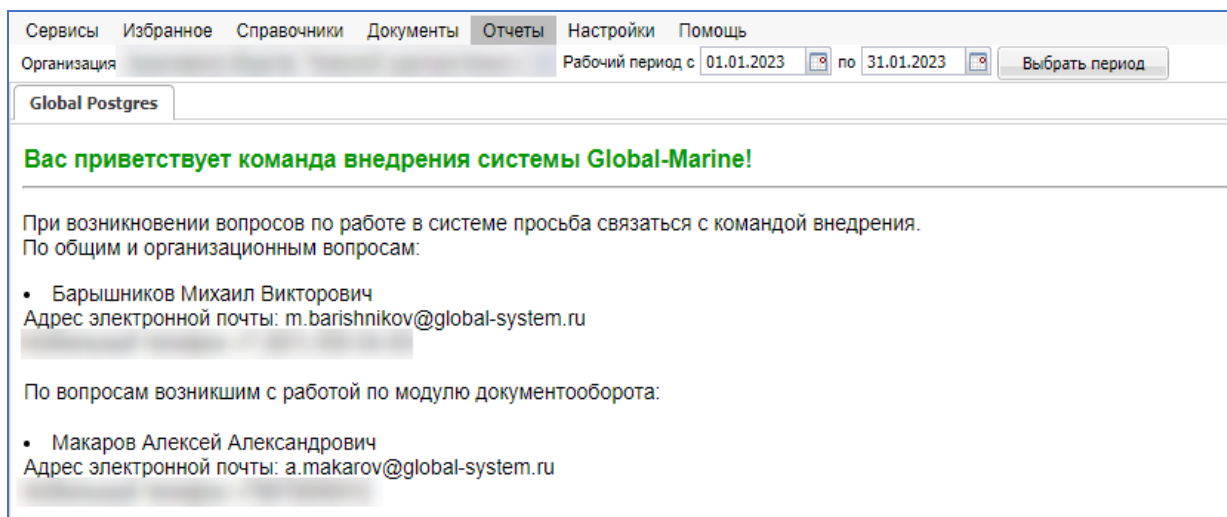 Сервисы Избранное Справочники Документы Отчеты Настройки Помощь
Организация Рабочий период с 01.01.2023 по 31.01.2023 Выбрать период
Global Postgres
Вас приветствует команда внедрения системы Global-Marine!
При возникновении вопросов по работе в системе просьба связаться с командой внедрения.
По общим и организационным вопросам:
• Барышников Михаил Викторович
Адрес электронной почты: m.barishnikov@global-system.ru
По вопросам возникшим с работой по модулю документооборота:
• Макаров Алексей Александрович
Адрес электронной почты: a.makarov@global-system.ru